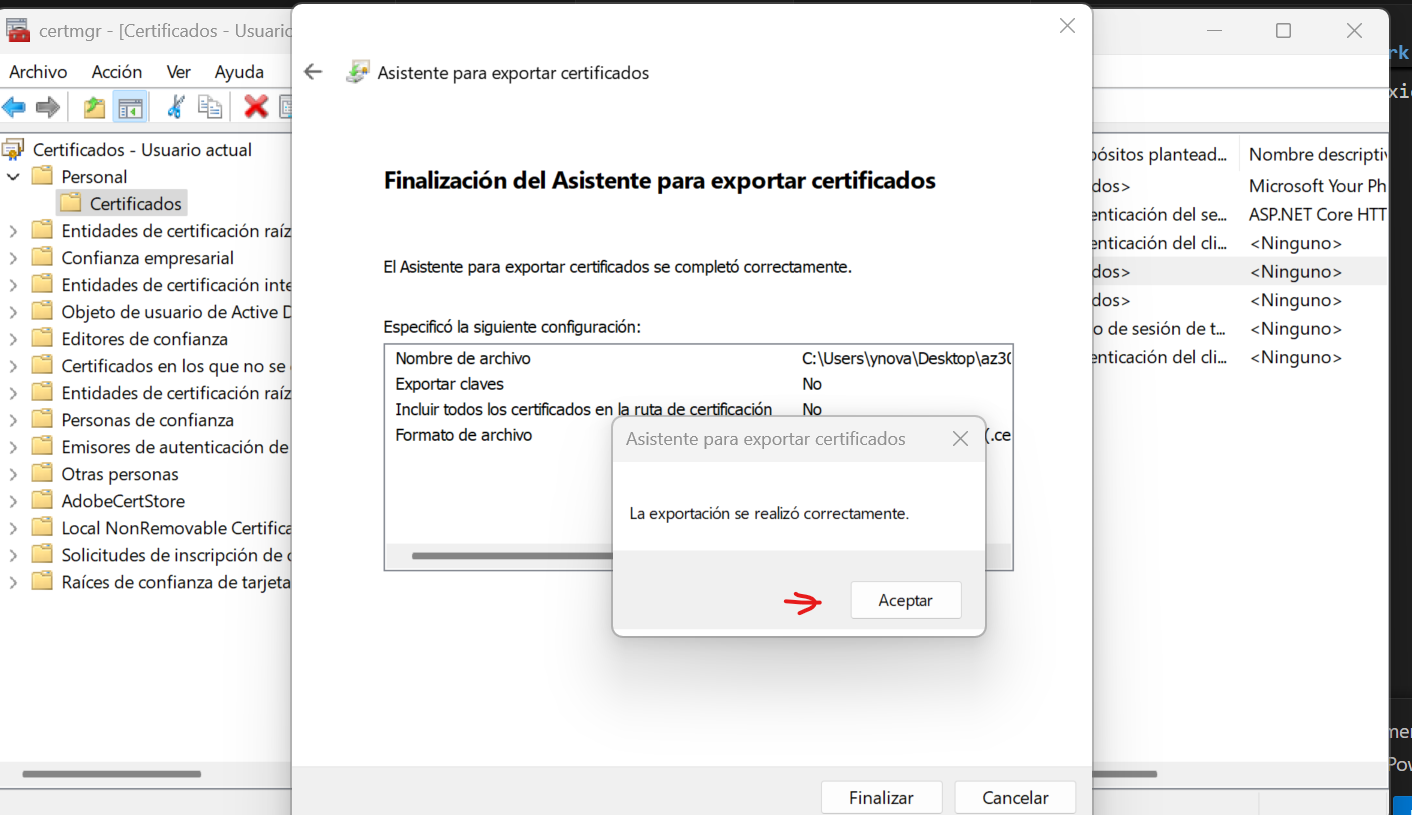 certmgr - [Certificados - Usuario
Archivo Acción Ver Ayuda
Certificados - Usuario actual
Personal
Certificados
Entidades de certificación raíz
Confianza empresarial
Entidades de certificación inte
Objeto de usuario de Active D
Editores de confianza
Certificados en los que no se
Entidades de certificación raíz
Personas de confianza
Emisores de autenticación de
Otras personas
AdobeCertStore
Local NonRemovable Certifica
Solicitudes de inscripción de c
Raíces de confianza de tarjeta
Asistente para exportar certificados
Finalización del Asistente para exportar certificados
El Asistente para exportar certificados se completó correctamente.
Especificó la siguiente configuración:
Nombre de archivo C:\Users\ynova\Desktop\az30
Exportar claves No
Incluir todos los certificados en la ruta de certificación No
Formato de archivo (.ce
Asistente para exportar certificados
La exportación se realizó correctamente.
Aceptar
Finalizar Cancelar
pósitos plantead... Nombre descriptiv
dos> Microsoft Your Ph
enticación del se... ASP.NET Core HTT
enticación del cli... <Ninguno>
dos> <Ninguno>
dos> <Ninguno>
o de sesión de t... <Ninguno>
enticación del cli... <Ninguno>
rk
xi
me
Pow